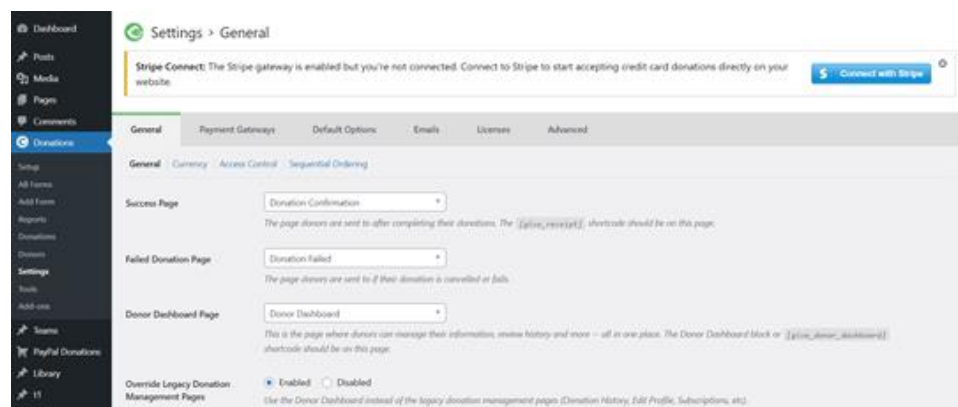 Dashboard
Posts
Media
Pages
Comments
Donations
Setup
All Forms
Add Form
Reports
Donations
Donors
Settings
Tools
Add-ons
Teams
PayPal Donations
Library
Settings > General
Stripe Connect: The Stripe gateway is enabled but you're not connected. Connect to Stripe to start accepting credit card donations directly on your
website.
Connect with Stripe
General Payment Gateways Default Options Emails Licenses Advanced
General Currency Access Control Sequential Ordering
Success Page Donation Confirmation
The page donors are sent to after completing their donations. The [give_receipt] shortcode should be on this page.
Failed Donation Page Donation Failed
The page donors are sent to if their donation is cancelled or fails.
Donor Dashboard Page Donor Dashboard
This is the page where donors can manage their information, review history and more -- all in one place. The Donor Dashboard block or [give_donor_dashboard]
shortcode should be on this page.
Override Legacy Donation
Management Pages
Enabled Disabled
Use the Donor Dashboard instead of the legacy donation management pages (Donation History, Edit Profile, Subscriptions, etc).